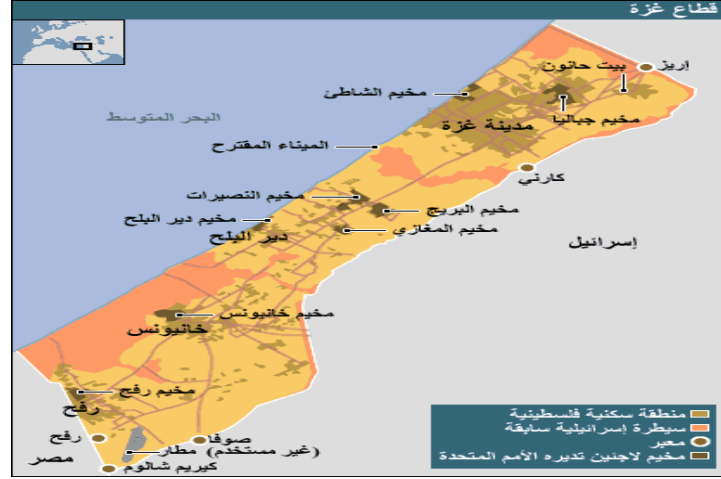 قطاع غزة
إريز
بيت حانون
مخيم الشاطئ
مخيم جباليا
البحر المتوسط
مدينة غزة
الميناء المقترح
كارني
مخيم النصيرات
مخيم البريج
مخيم دير البلح
مخيم المغازي
دير البلح
إسرائيل
مخيم خانيونس
خانيونس
مخيم رفح
رفح
رفح
صوفا
مطار (غير مستخدم)
مصر
كيريم شالوم
منطقة سكنية فلسطينية
سيطرة إسرائيلية سابقة
معبر
مخيم لاجئين تديره الأمم المتحدة